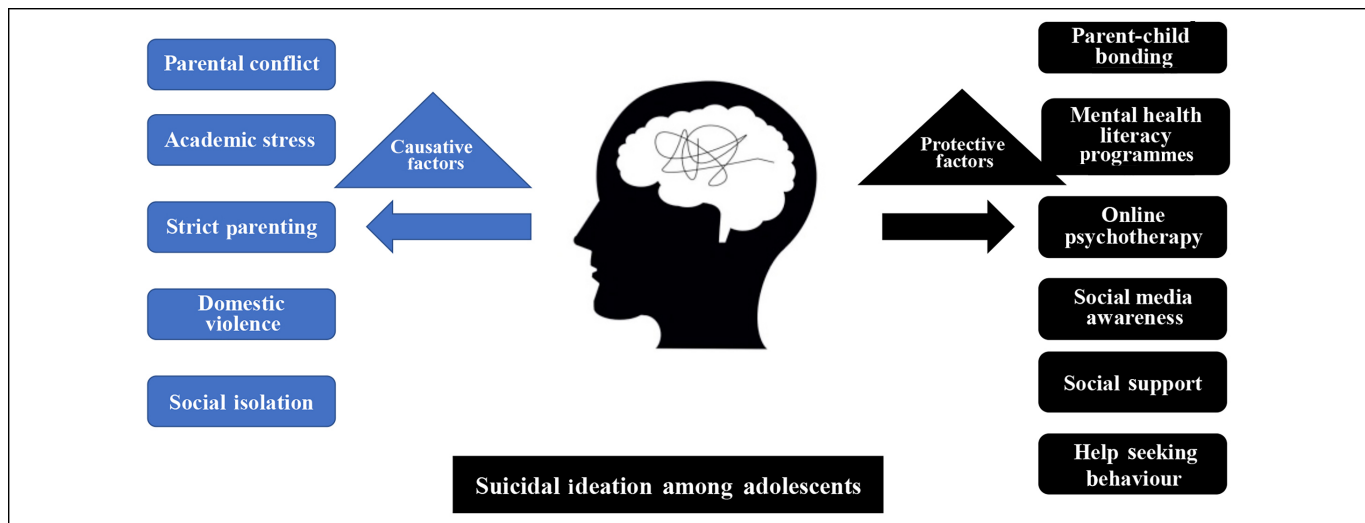 Parental conflict
Academic stress
Strict parenting
Domestic
violence
Social isolation
Causative
factors
Suicidal ideation among adolescents
Protective
factors
Parent-child
bonding
Mental health
literacy
programmes
Online
psychotherapy
Social media
awareness
Social support
Help seeking
behaviour